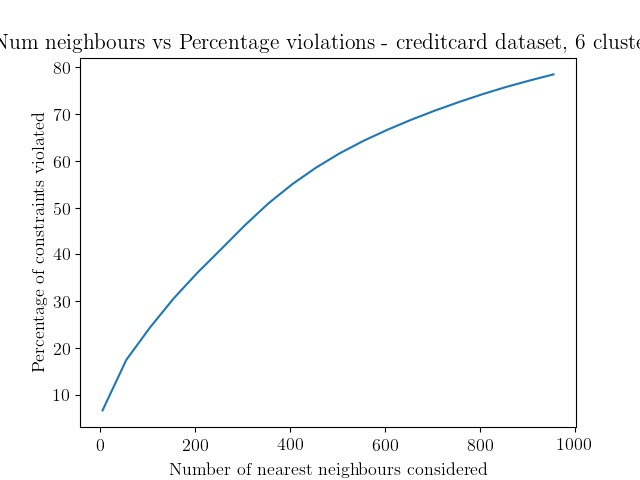 Num neighbours vs Percentage violations - creditcard dataset, 6 cluste
80
70
60
50
40
30
20
10
Percentage of constraints violated
0 200 400 600 800 1000
Number of nearest neighbours considered